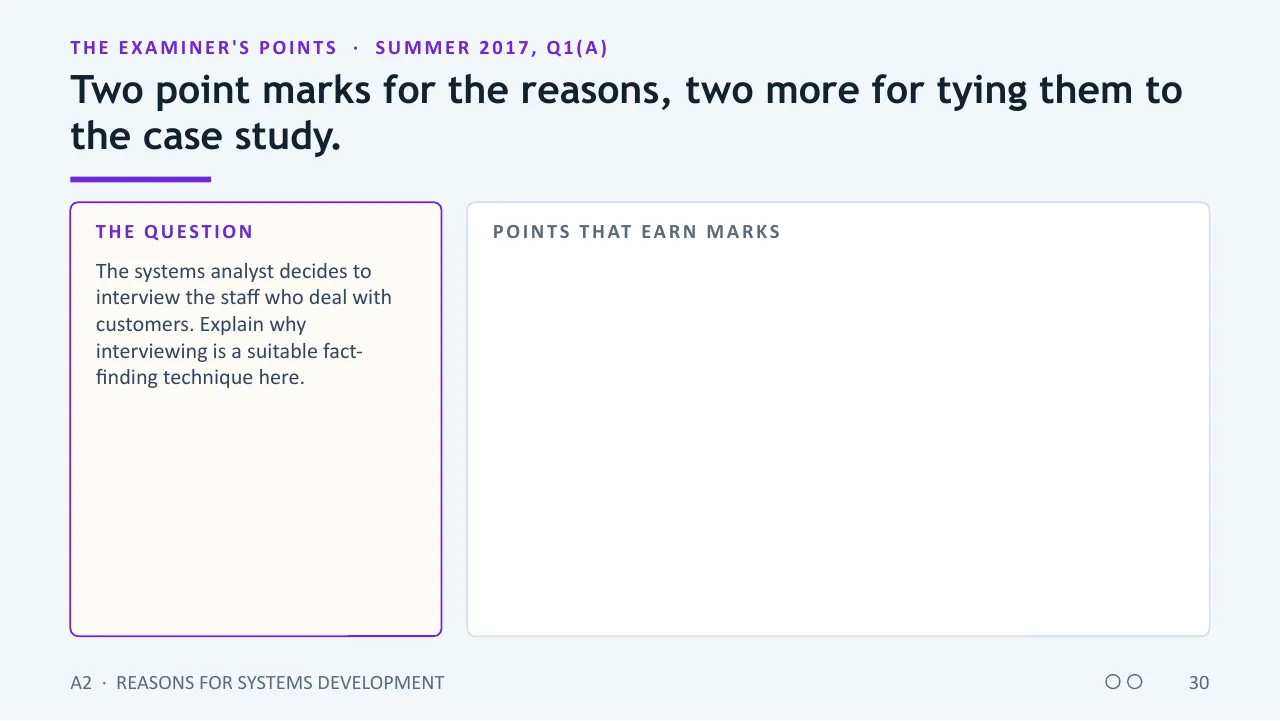 THE EXAMINER'S POINTS · SUMMER 2017, Q1(A)
Two point marks for the reasons, two more for tying them to
the case study.
THE QUESTION
The systems analyst decides to
interview the staff who deal with
customers. Explain why
interviewing is a suitable fact-
finding technique here.
POINTS THAT EARN MARKS
A2 · REASONS FOR SYSTEMS DEVELOPMENT
30